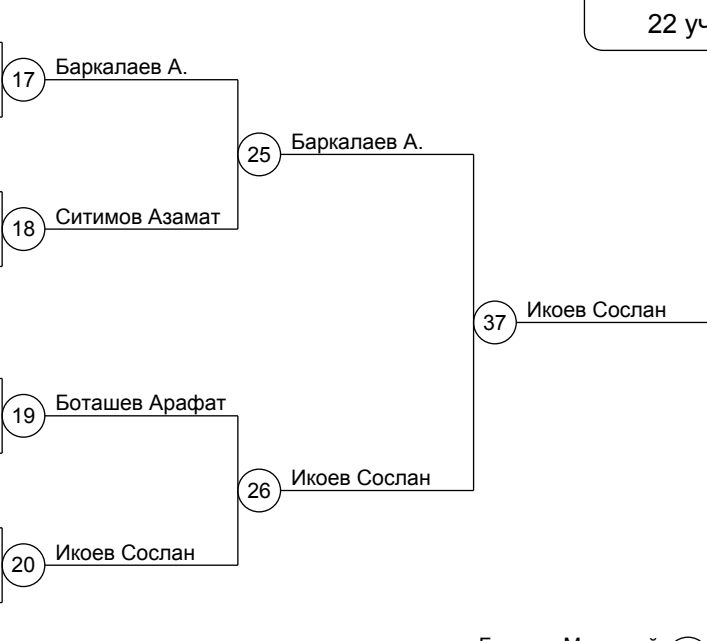 22 уч
17 Баркалаев А.
25 Баркалаев А.
18 Ситимов Азамат
37 Икоев Сослан
19 Боташев Арафат
26 Икоев Сослан
20 Икоев Сослан